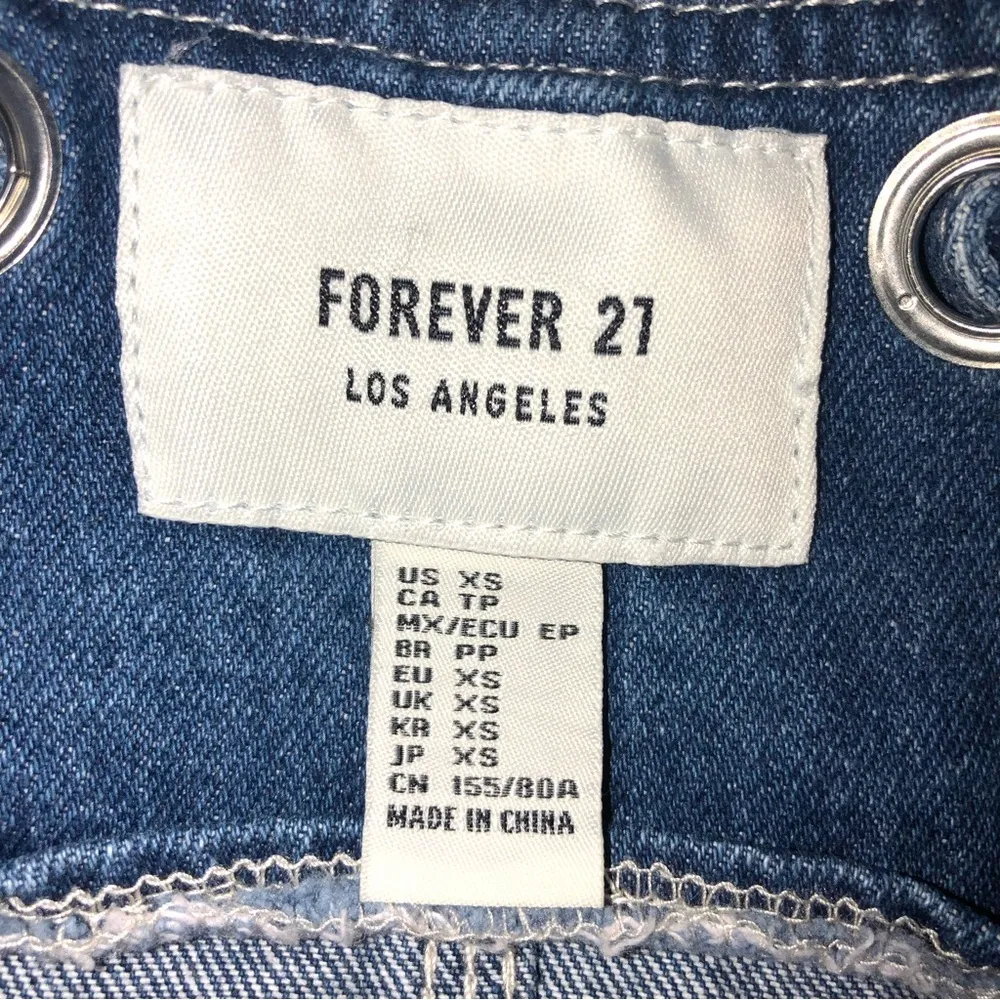 FOREVER 21
LOS ANGELES
US XS
CA TP
MX/ECU EP
BR PP
EU XS
UK XS
KR XS
JP XS
CN 155/80A
MADE IN CHINA